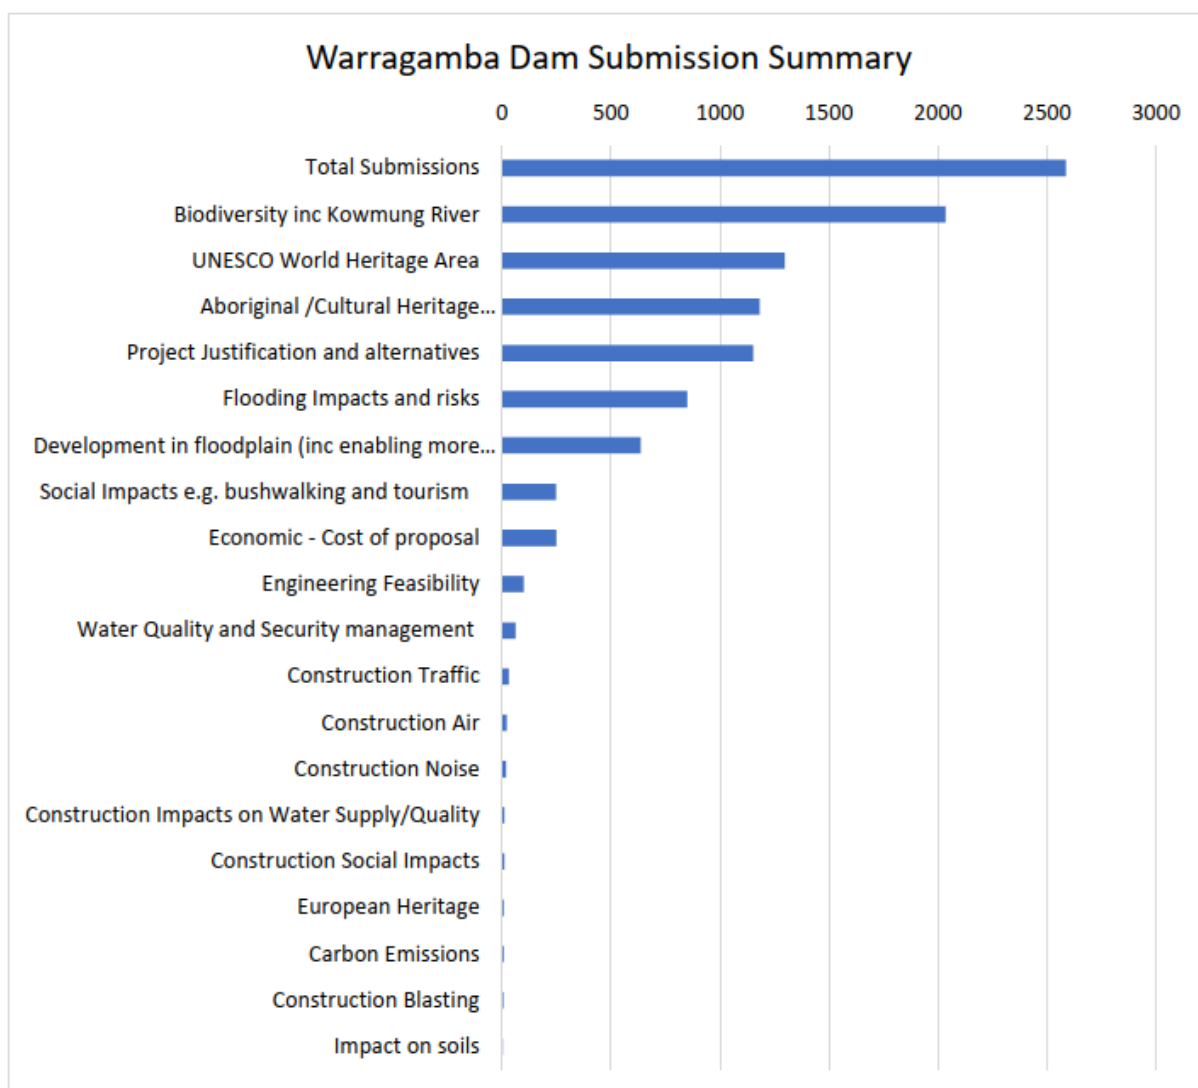 Warragamba Dam Submission Summary
0 500 1000 1500 2000 2500 3000
Total Submissions
Biodiversity inc Kowmung River
UNESCO World Heritage Area
Aboriginal /Cultural Heritage...
Project Justification and alternatives
Flooding Impacts and risks
Development in floodplain (inc enabling more...
Social Impacts e.g. bushwalking and tourism
Economic - Cost of proposal
Engineering Feasibility
Water Quality and Security management
Construction Traffic
Construction Air
Construction Noise
Construction Impacts on Water Supply/Quality
Construction Social Impacts
European Heritage
Carbon Emissions
Construction Blasting
Impact on soils